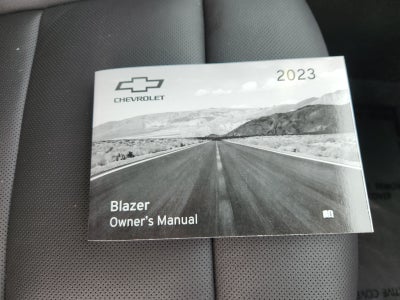 2023
CHEVROLET
Blazer
Owner's Manual